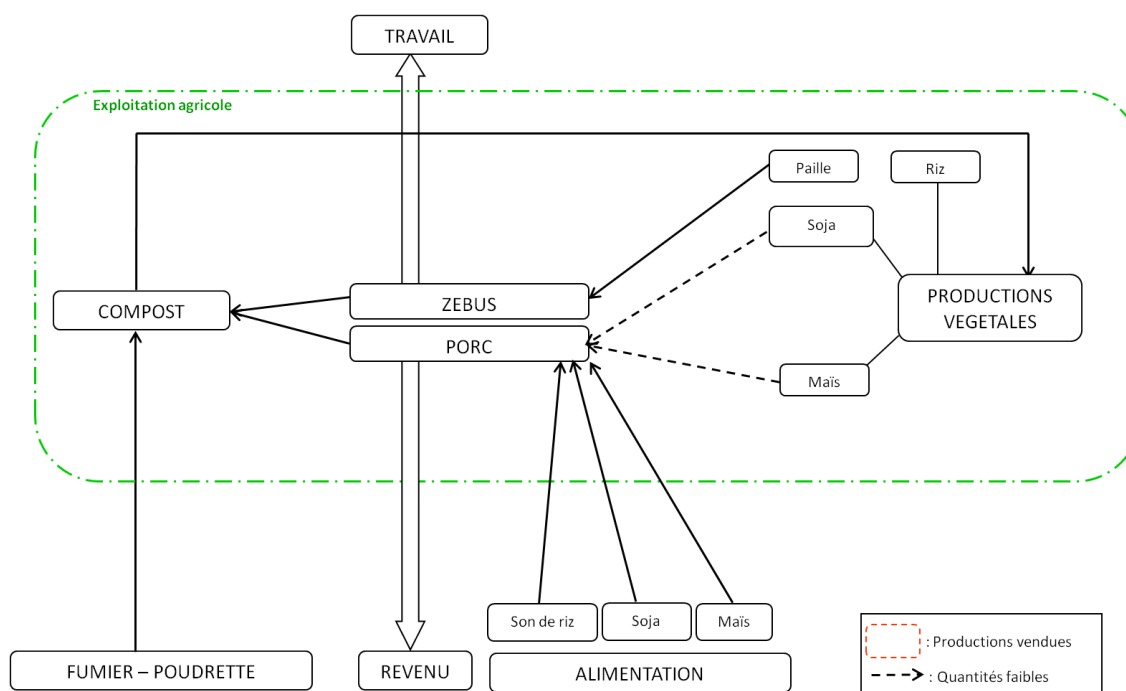 TRAVAIL
Exploitation agricole
Paille
Riz
Soja
COMPOST
ZEBUS
PRODUCTIONS
VEGETALES
PORC
Maïs
Son de riz
Soja
Maïs
: Productions vendues
FUMIER – POUDRETTE
REVENU
ALIMENTATION
: Quantités faibles